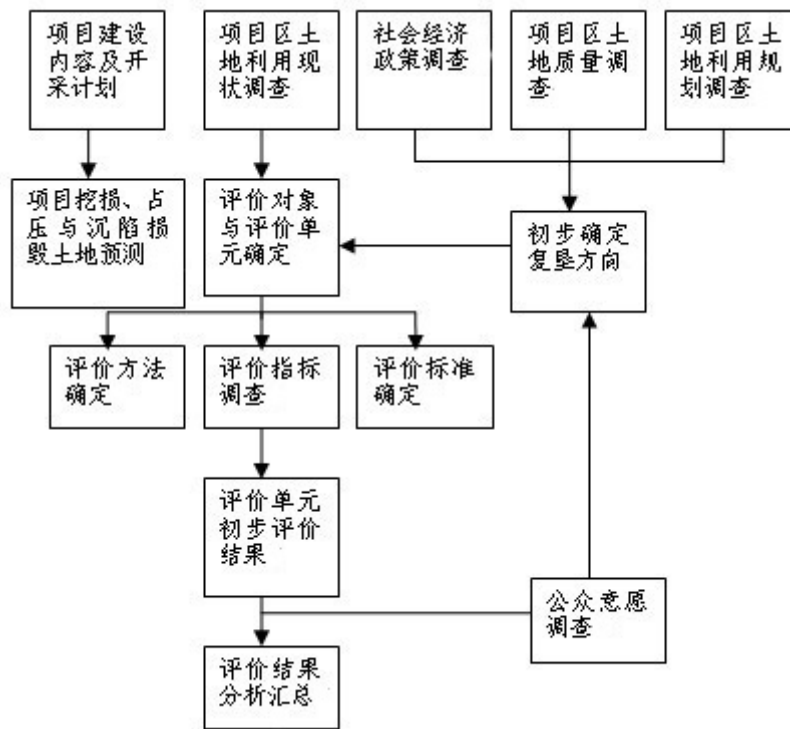 项目建设
内容及开
采计划
项目区土
地利用现
状调查
社会经济
政策调查
项目区土
地质量调
查
项目区土
地利用规
划调查
项目挖损、占
压与沉陷损
毁土地预测
评价对象
与评价单
元确定
初步确定
复垦方向
评价方法
确定
评价指标
调查
评价标准
确定
评价单元
初步评价
结果
公众意愿
调查
评价结果
分析汇总